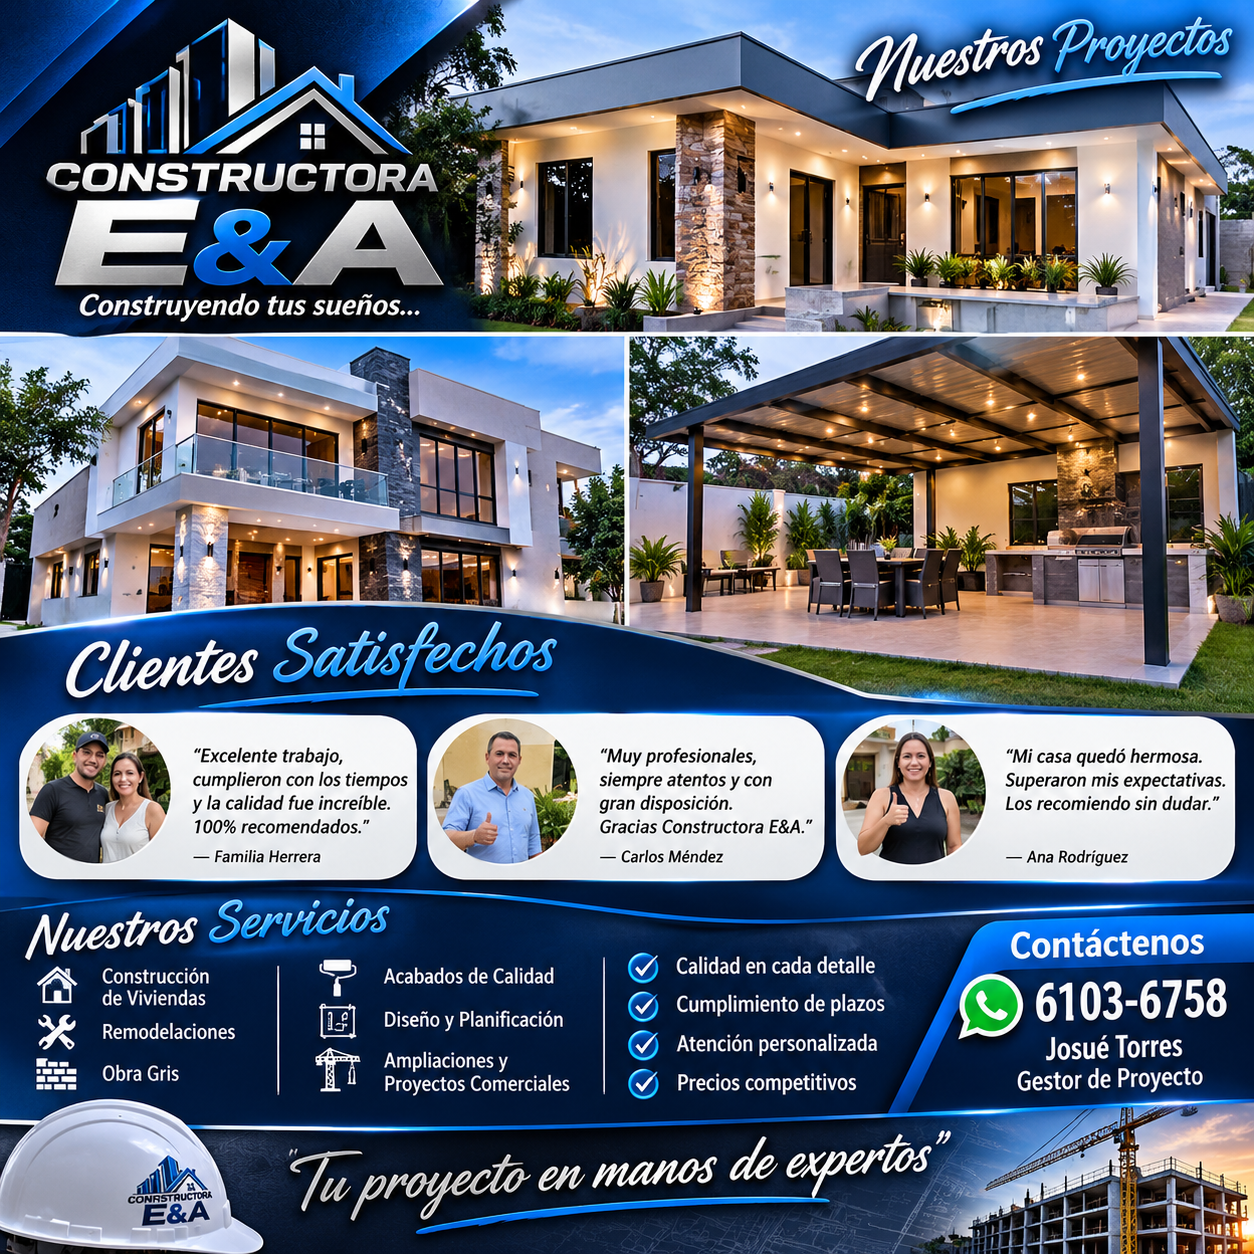 CONSTRUCTORA
E&A
Construyendo tus sueños...
Nuestros Proyectos
Clientes Satisfechos
“Excelente trabajo,
cumplieron con los tiempos
y la calidad fue increíble.
100% recomendados.”
— Familia Herrera
“Muy profesionales,
siempre atentos y con
gran disposición.
Gracias Constructora E&A.”
— Carlos Méndez
“Mi casa quedó hermosa.
Superaron mis expectativas.
Los recomiendo sin dudar.”
— Ana Rodríguez
Nuestros Servicios
Construcción
de Viviendas
Remodelaciones
Obra Gris
Acabados de Calidad
Diseño y Planificación
Ampliaciones y
Proyectos Comerciales
Calidad en cada detalle
Cumplimiento de plazos
Atención personalizada
Precios competitivos
Contáctenos
6103-6758
Josué Torres
Gestor de Proyecto
CONSTRUCTORA
E&A
“Tu proyecto en manos de expertos”